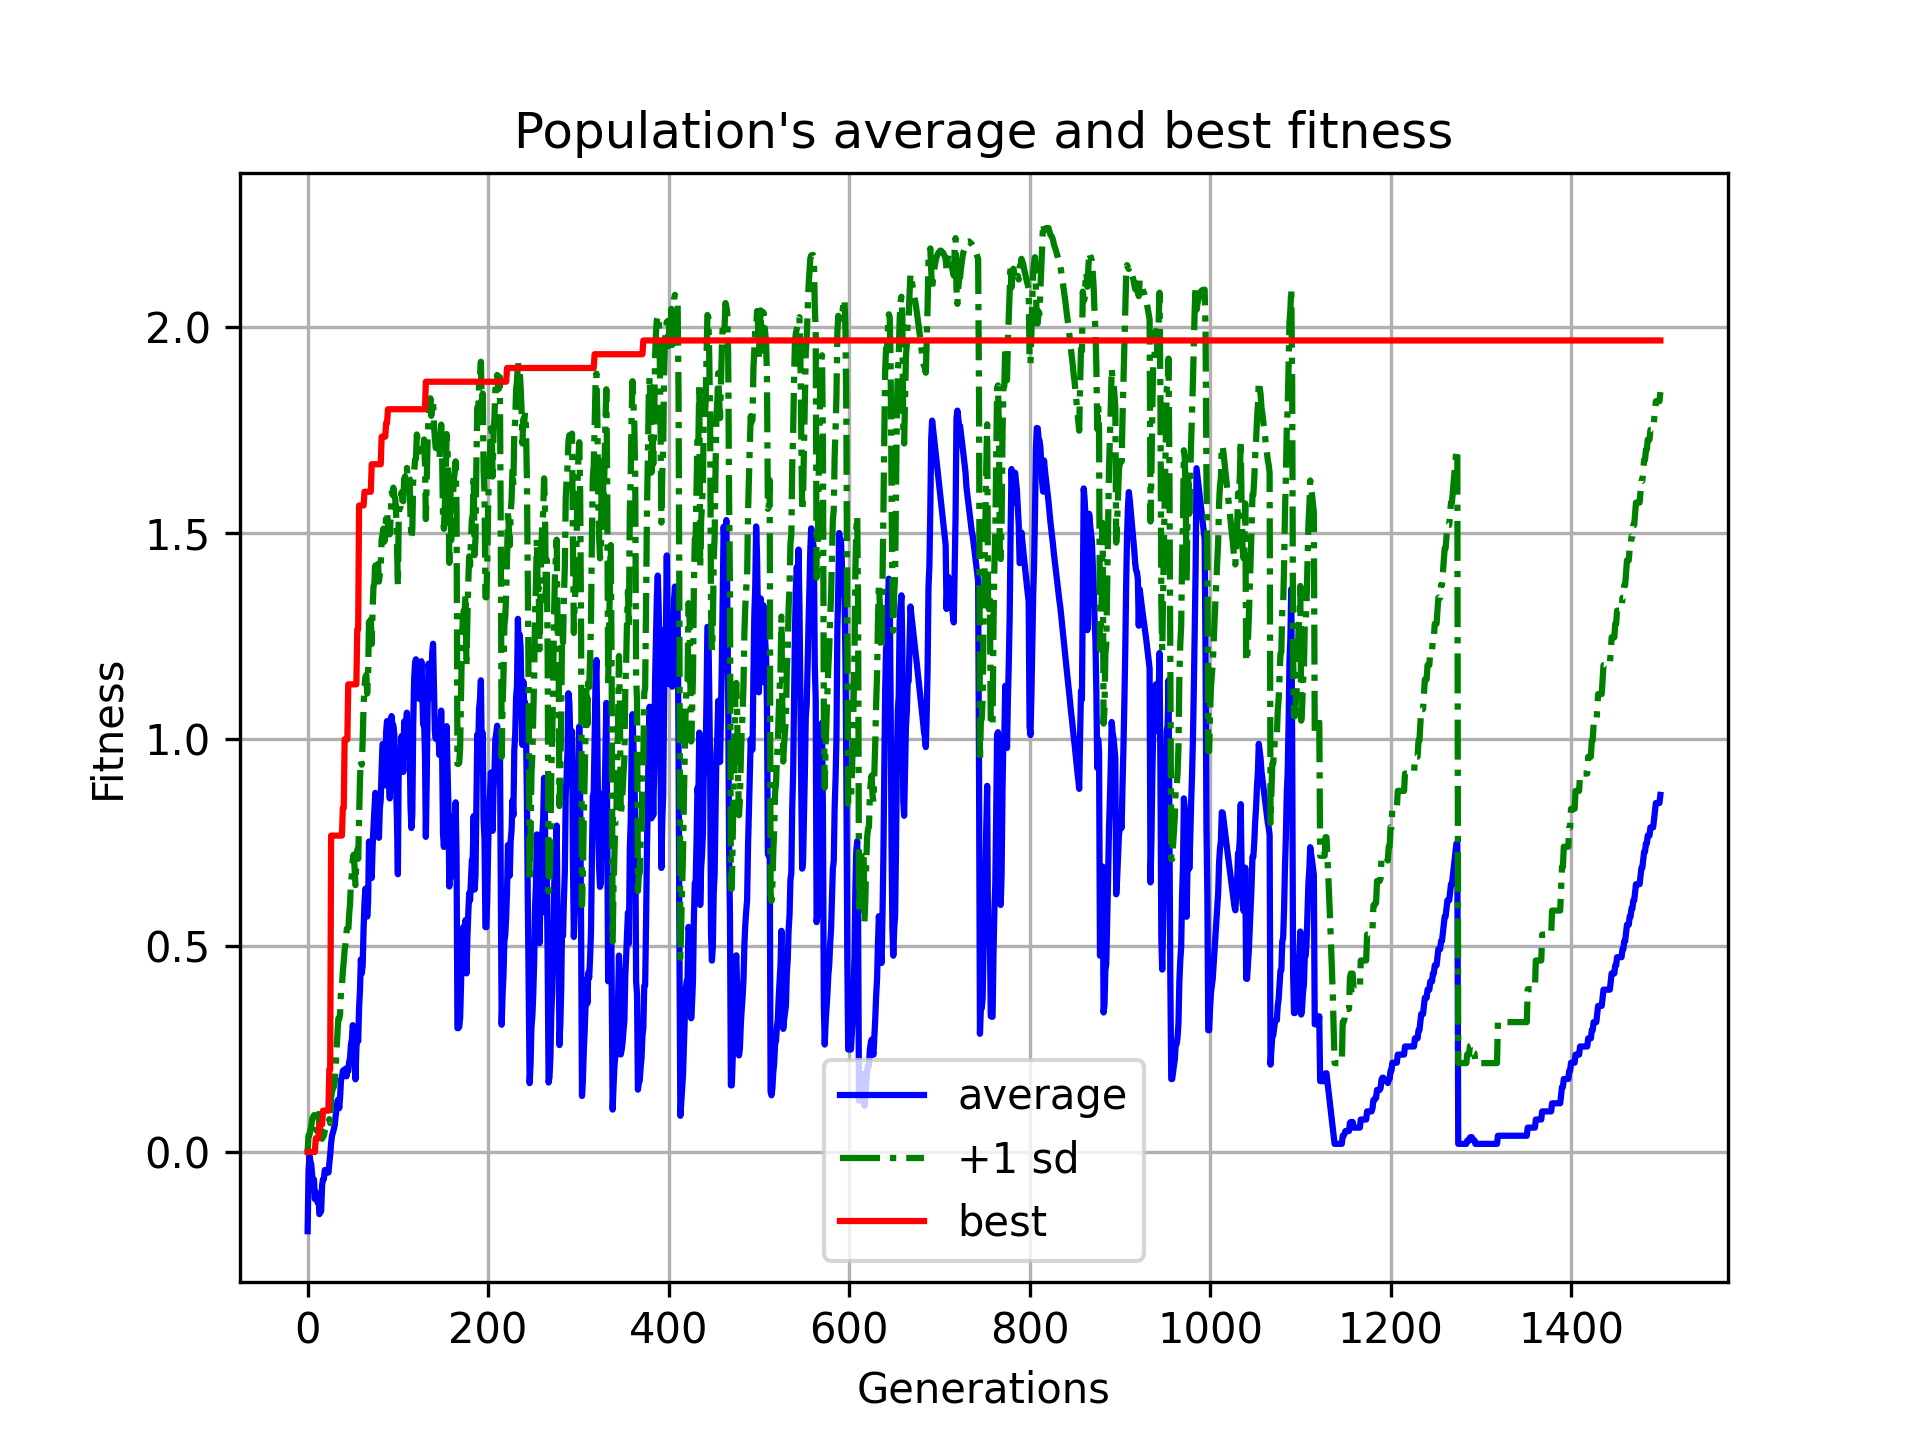 Population's average and best fitness
Fitness
2.0
1.5
1.0
0.5
0.0
average
+1 sd
best
0 200 400 600 800 1000 1200 1400
Generations